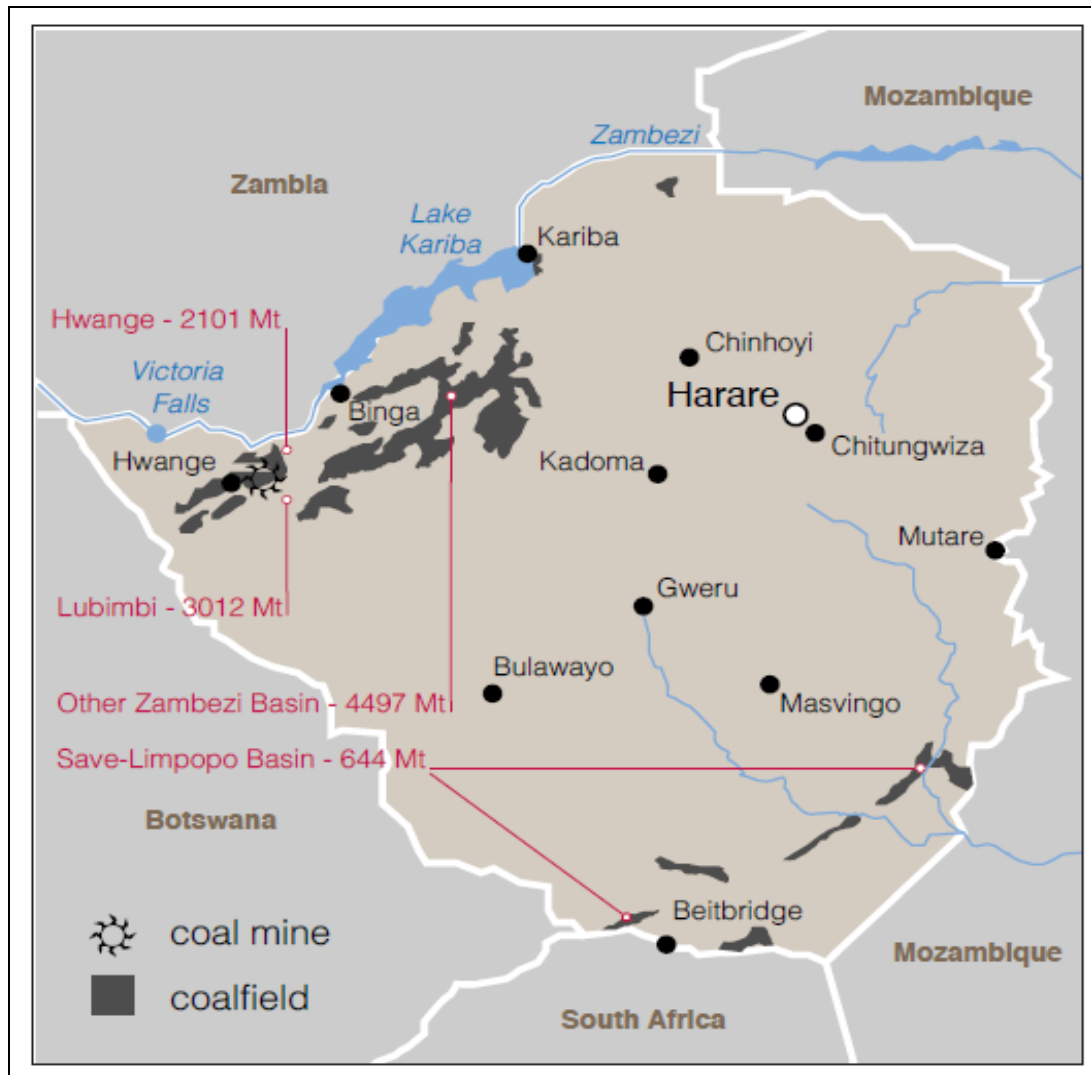 Mozambique
Zambezi
Zambia
Lake
Kariba
Kariba
Hwange - 2101 Mt
Chinhoyi
Victoria
Falls
Harare
Binga
Chitungwiza
Hwange
Kadoma
Mutare
Gweru
Lubimbi - 3012 Mt
Bulawayo
Other Zambezi Basin - 4497 Mt
Masvingo
Save-Limpopo Basin - 644 Mt
Botswana
Beitbridge
coal mine
Mozambique
coalfield
South Africa